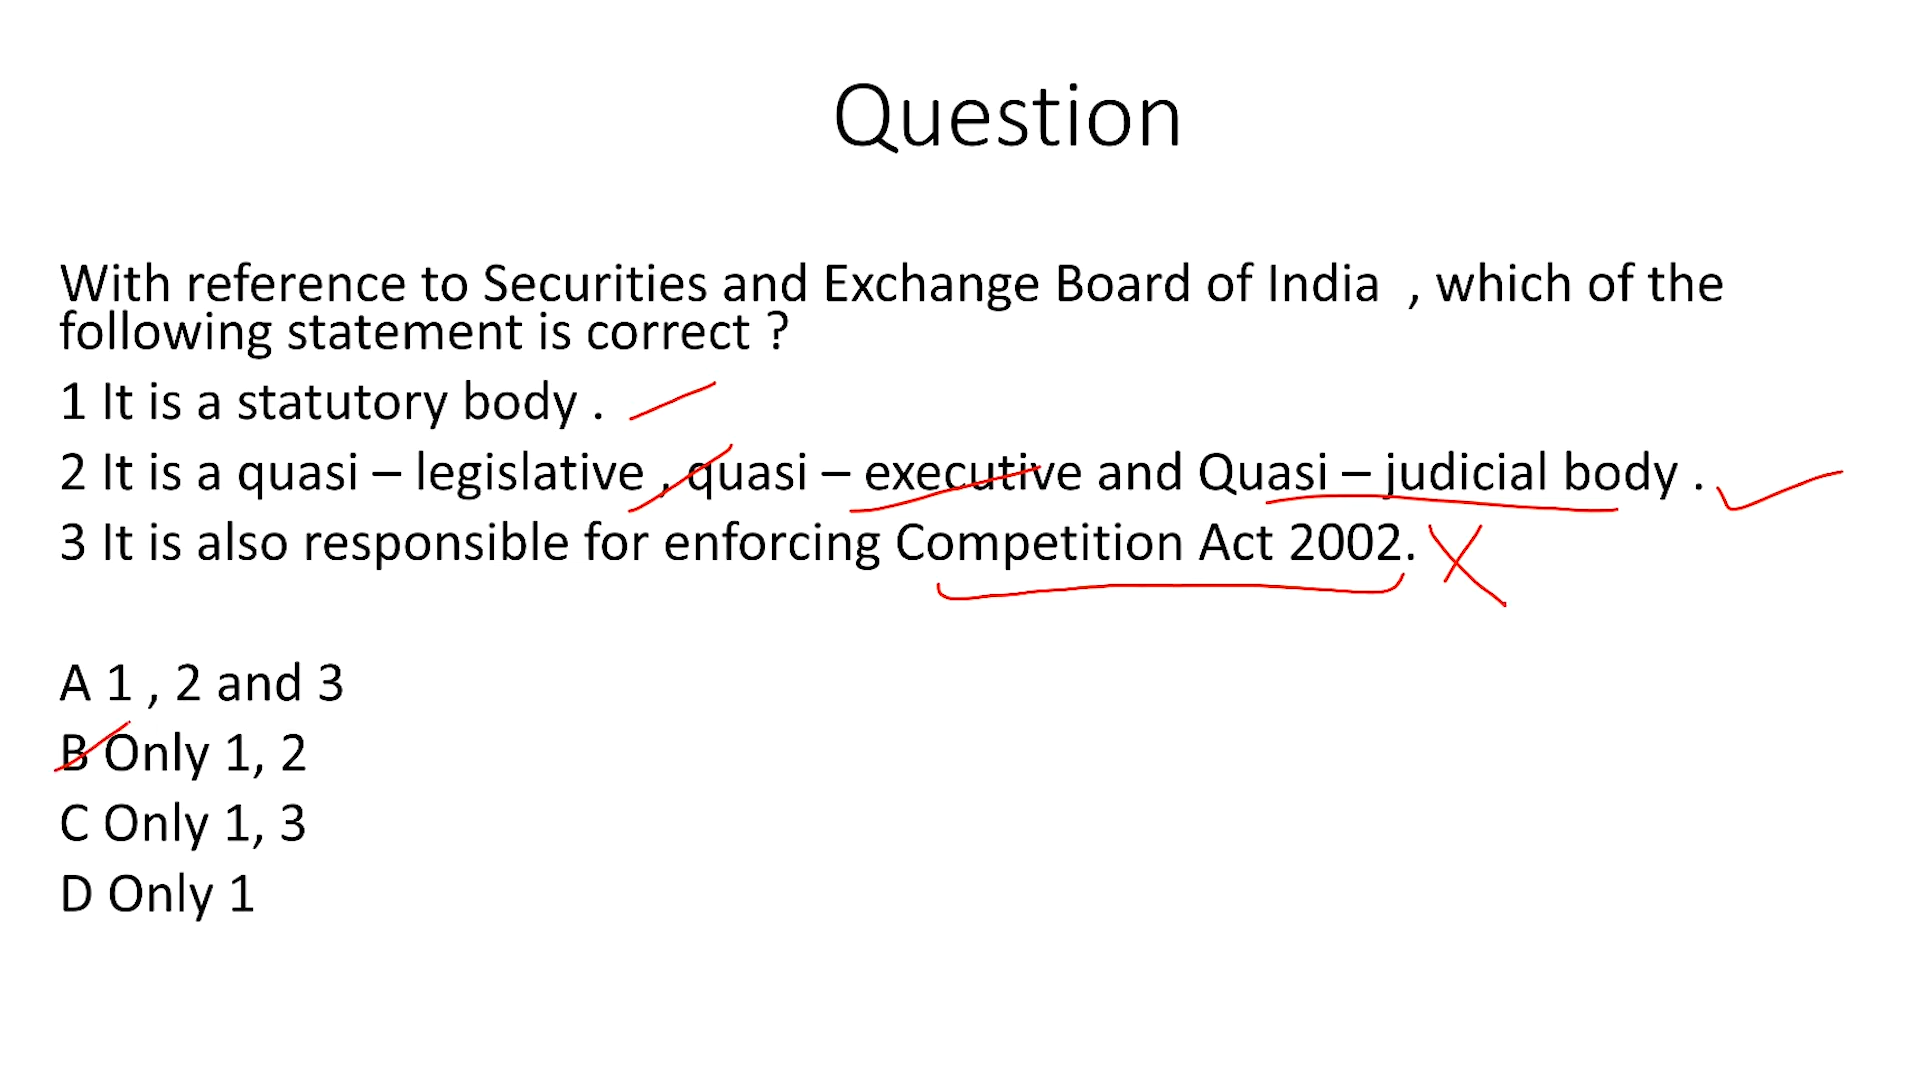 Question
With reference to Securities and Exchange Board of India , which of the
following statement is correct ?
1 It is a statutory body .
2 It is a quasi – legislative , quasi – executive and Quasi – judicial body .
3 It is also responsible for enforcing Competition Act 2002.
A 1 , 2 and 3
B Only 1, 2
C Only 1, 3
D Only 1